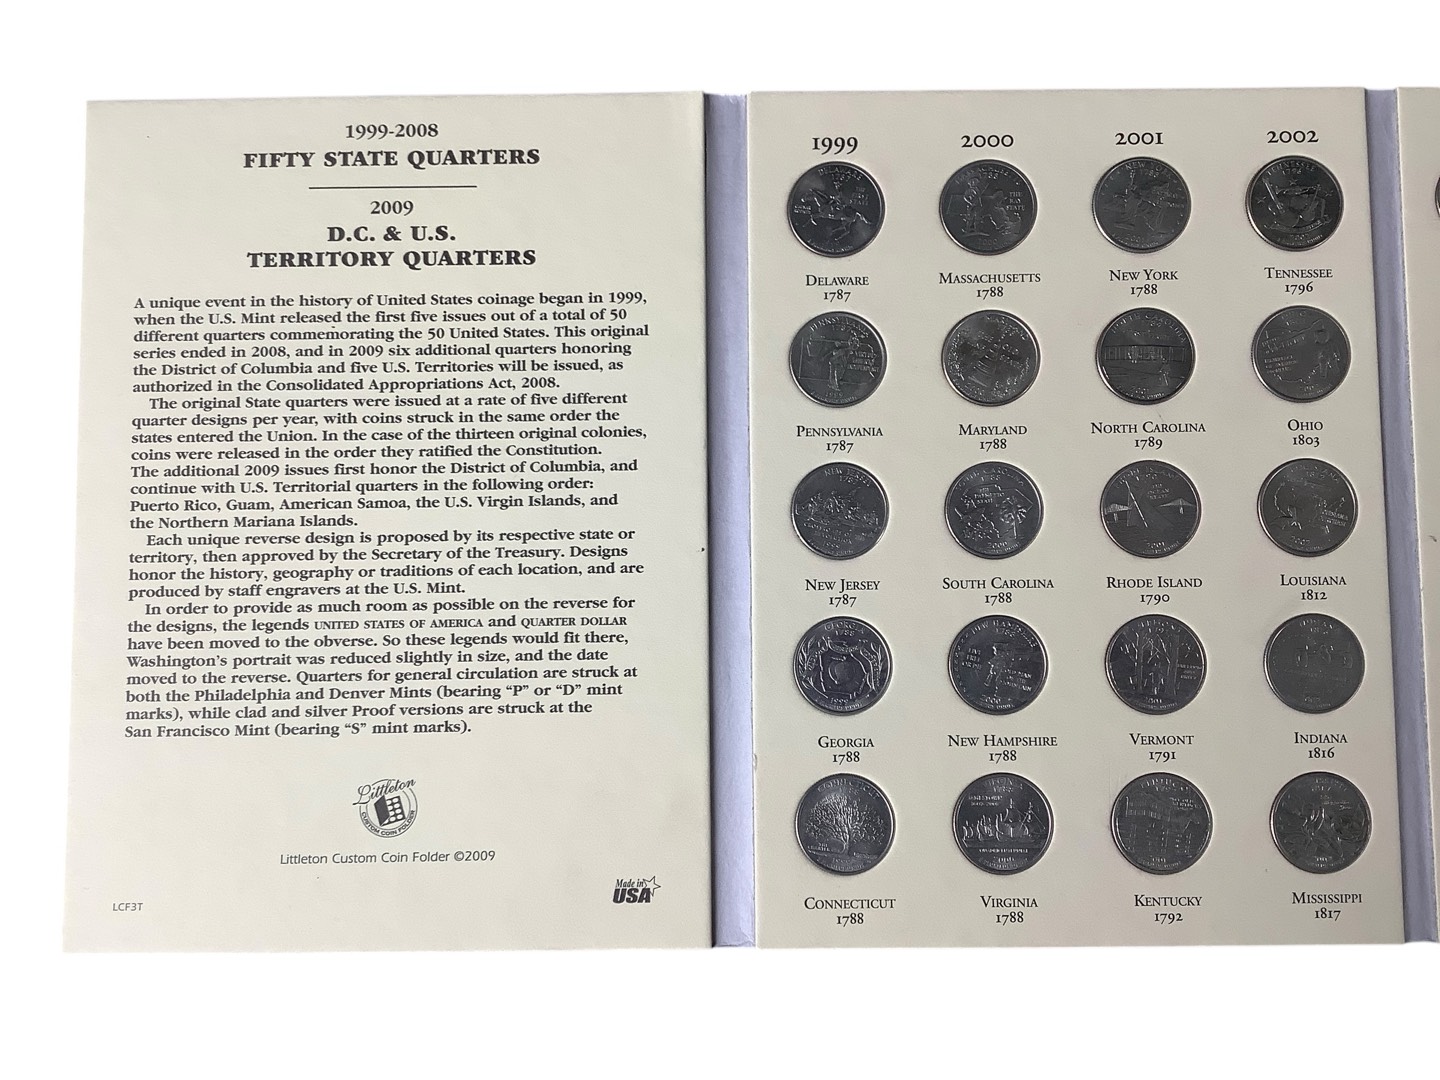 1999-2008
FIFTY STATE QUARTERS
2009
D.C. & U.S.
TERRITORY QUARTERS
A unique event in the history of United States coinage began in 1999,
when the U.S. Mint released the first five issues out of a total of 50
different quarters commemorating the 50 United States. This original
series ended in 2008, and in 2009 six additional quarters honoring
the District of Columbia and five U.S. Territories will be issued, as
authorized in the Consolidated Appropriations Act, 2008.
The original State quarters were issued at a rate of five different
quarter designs per year, with coins struck in the same order the
states entered the Union. In the case of the thirteen original colonies,
coins were released in the order they ratified the Constitution.
The additional 2009 issues first honor the District of Columbia, and
continue with U.S. Territorial quarters in the following order:
Puerto Rico, Guam, American Samoa, the U.S. Virgin Islands, and
the Northern Mariana Islands.
Each unique reverse design is proposed by its respective state or
territory, then approved by the Secretary of the Treasury. Designs
honor the history, geography or traditions of each location, and are
produced by staff engravers at the U.S. Mint.
In order to provide as much room as possible on the reverse for
the designs, the legends UNITED STATES OF AMERICA and QUARTER DOLLAR
have been moved to the obverse. So these legends would fit there,
Washington's portrait was reduced slightly in size, and the date
moved to the reverse. Quarters for general circulation are struck at
both the Philadelphia and Denver Mints (bearing "P" or "D" mint
marks), while clad and silver Proof versions are struck at the
San Francisco Mint (bearing "S" mint marks).
Littleton
CUSTOM COIN FOLDER
Littleton Custom Coin Folder ©2009
Made in
USA
LCF3T
1999 2000 2001 2002
DELAWARE MASSACHUSETTS NEW YORK TENNESSEE
1787 1788 1788 1796
PENNSYLVANIA MARYLAND NORTH CAROLINA OHIO
1787 1788 1789 1803
NEW JERSEY SOUTH CAROLINA RHODE ISLAND LOUISIANA
1787 1788 1790 1812
GEORGIA NEW HAMPSHIRE VERMONT INDIANA
1788 1788 1791 1816
CONNECTICUT VIRGINIA KENTUCKY MISSISSIPPI
1788 1788 1792 1817